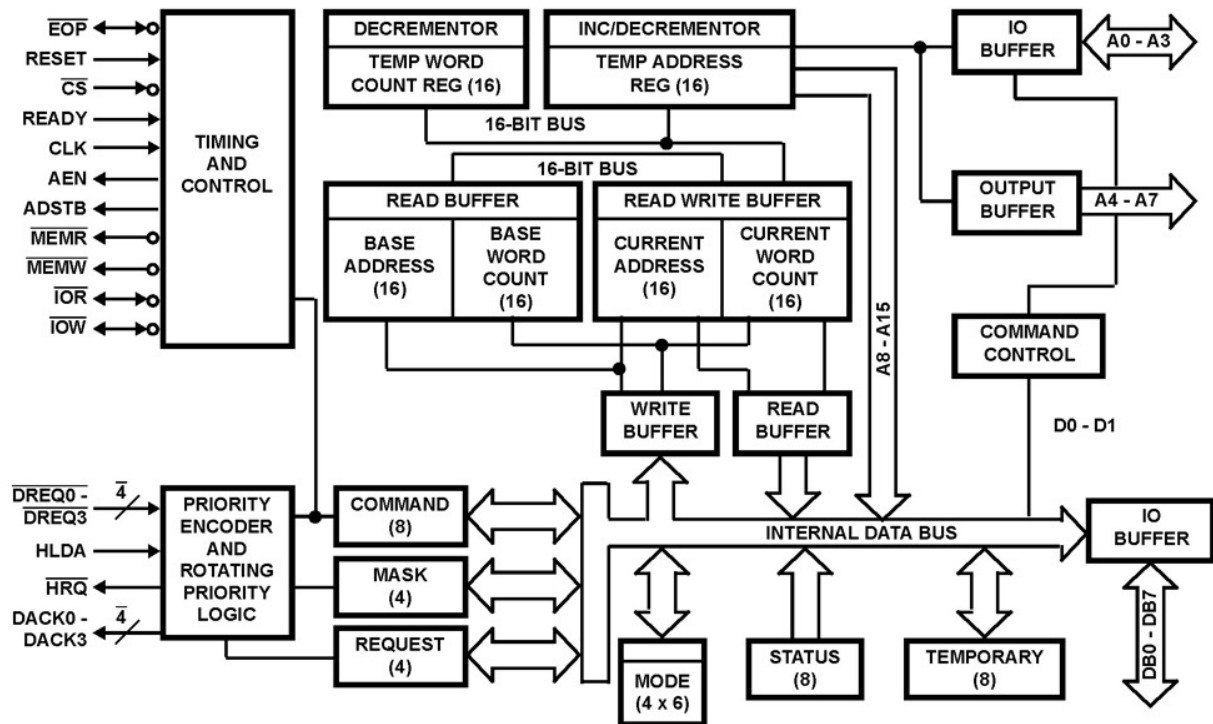 EOP
RESET
CS
READY
CLK
AEN
ADSTB
MEMR
MEMW
IOR
IOW
TIMING
AND
CONTROL
DECREMENTOR
TEMP WORD
COUNT REG (16)
INC/DECREMENTOR
TEMP ADDRESS
REG (16)
16-BIT BUS
16-BIT BUS
READ BUFFER
BASE
ADDRESS
(16)
BASE
WORD
COUNT
(16)
READ WRITE BUFFER
CURRENT
ADDRESS
(16)
CURRENT
WORD
COUNT
(16)
IO
BUFFER
A0 - A3
OUTPUT
BUFFER
A4 - A7
A8 - A15
COMMAND
CONTROL
WRITE
BUFFER
READ
BUFFER
D0 - D1
DREQ0 -
DREQ3
4
HLDA
HRQ
DACK0 -
DACK3
4
PRIORITY
ENCODER
AND
ROTATING
PRIORITY
LOGIC
COMMAND
(8)
MASK
(4)
REQUEST
(4)
INTERNAL DATA BUS
IO
BUFFER
DB0 - DB7
MODE
(4 x 6)
STATUS
(8)
TEMPORARY
(8)